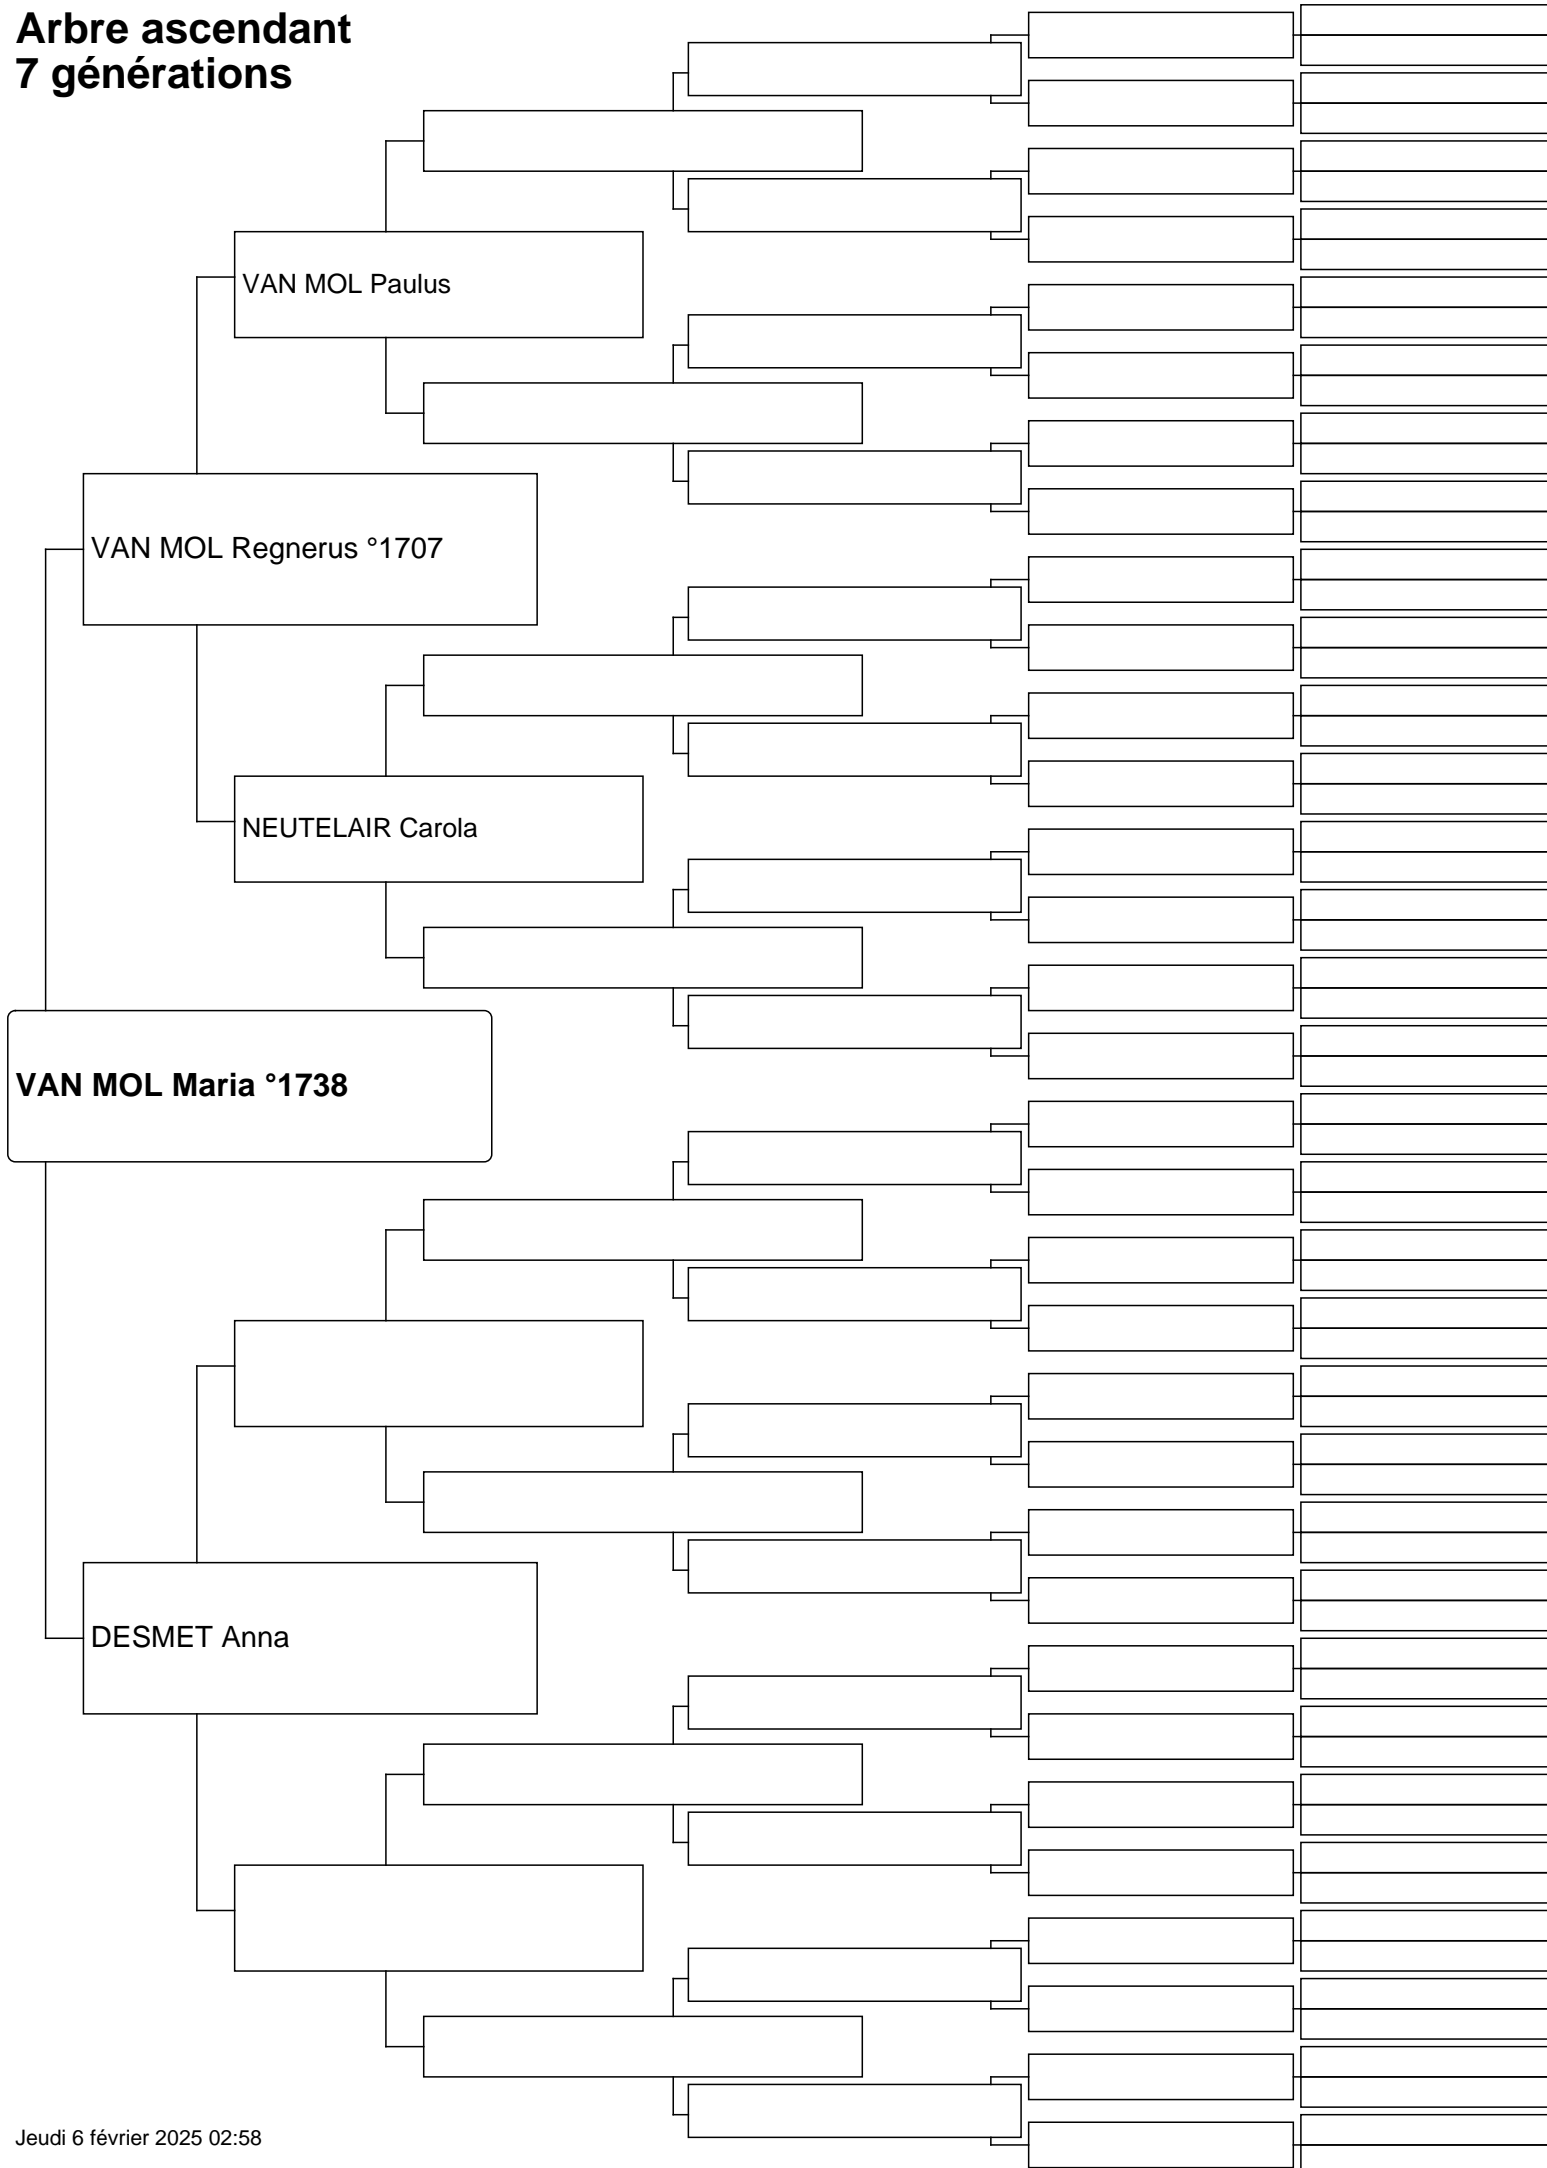 Arbre ascendant
7 générations
VAN MOL Paulus
VAN MOL Regnerus °1707
NEUTELAIR Carola
VAN MOL Maria °1738
DESMET Anna
Jeudi 6 février 2025 02:58